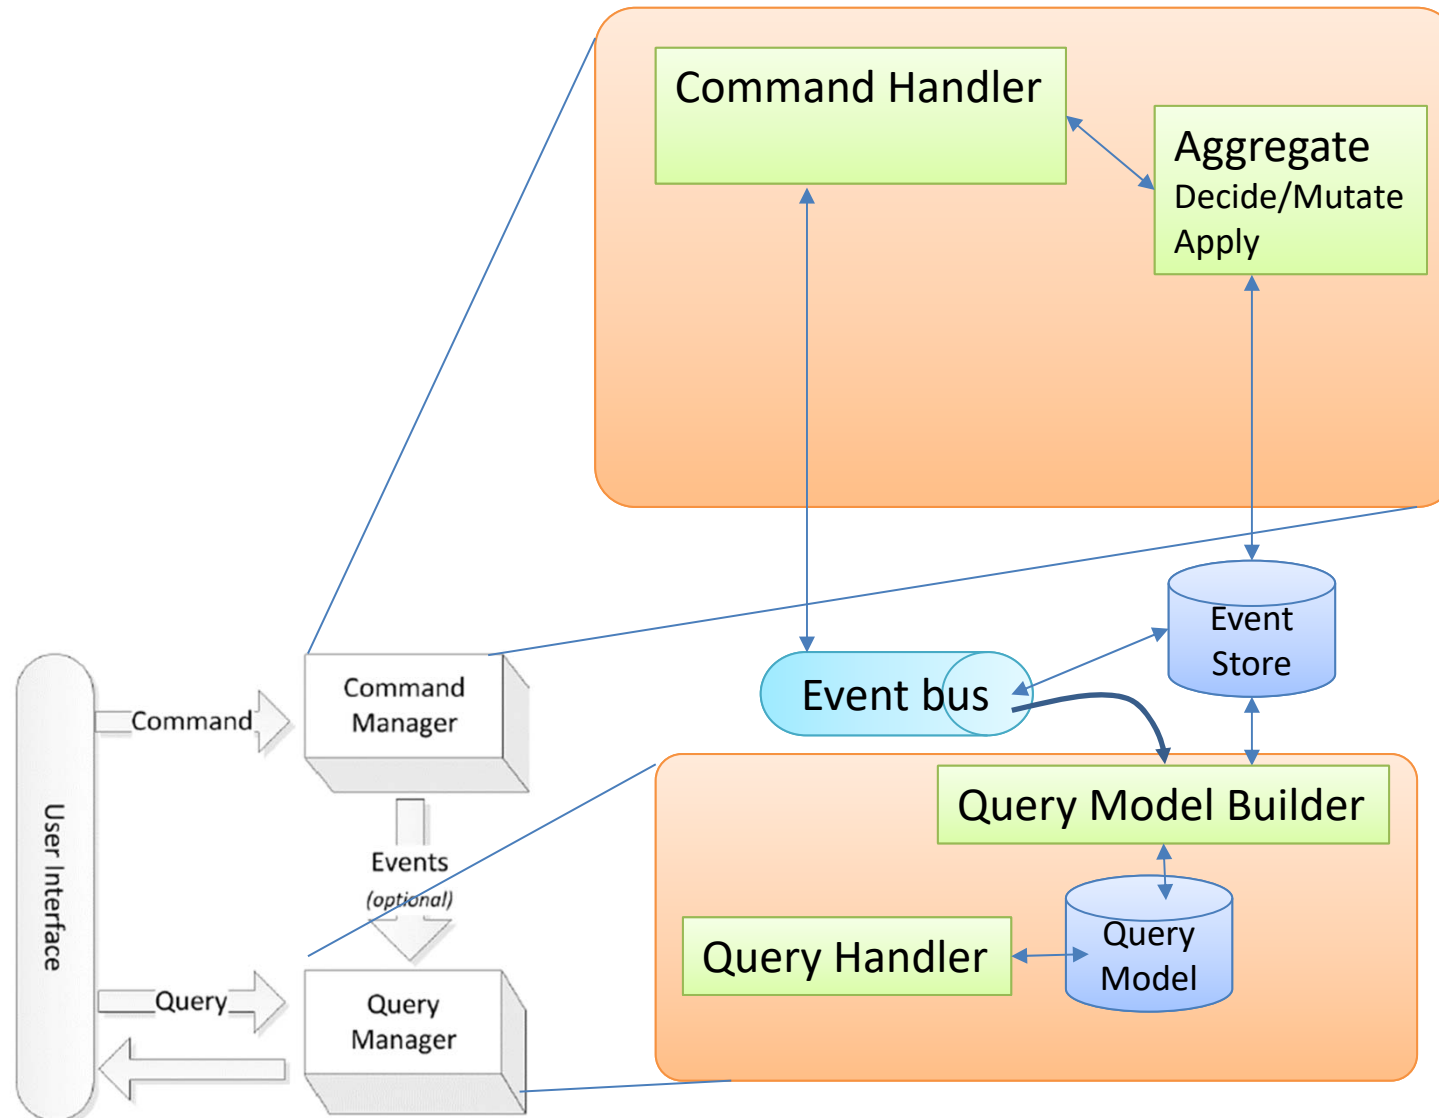 Command Handler
Aggregate
Decide/Mutate
Apply
Event
Store
Event bus
Command
Manager
Command
User Interface
Events
(optional)
Query Model Builder
Query Handler
Query
Model
Query
Query
Manager